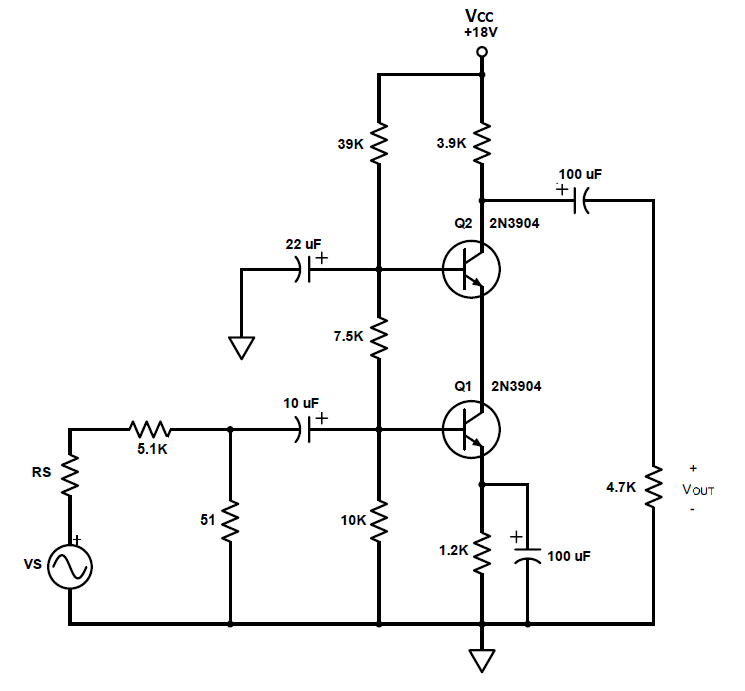 VCC
+18V
39K
3.9K
100 uF
+
Q2 2N3904
22 uF
+
7.5K
Q1 2N3904
10 uF
+
5.1K
RS
51
10K
4.7K
+
VOUT
-
+
VS
1.2K
+
100 uF